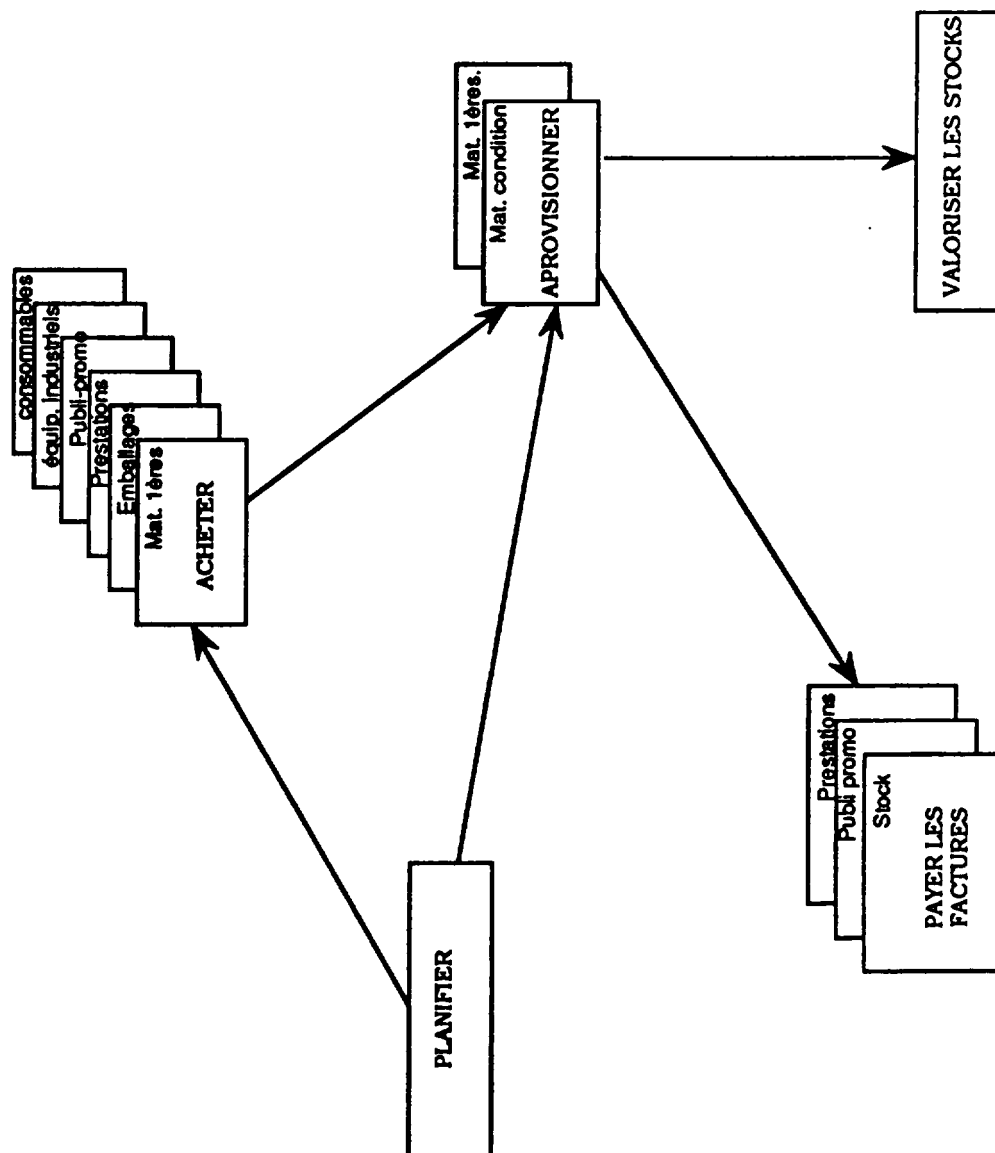 consommables
équip. industriels
Publi-promo
Prestations
Emballages
Mat. 1ères
ACHETER
Mat. 1ères.
Mat. condition
APROVISIONNER
PLANIFIER
Prestations
Publi promo
Stock
PAYER LES
FACTURES
VALORISER LES STOCKS